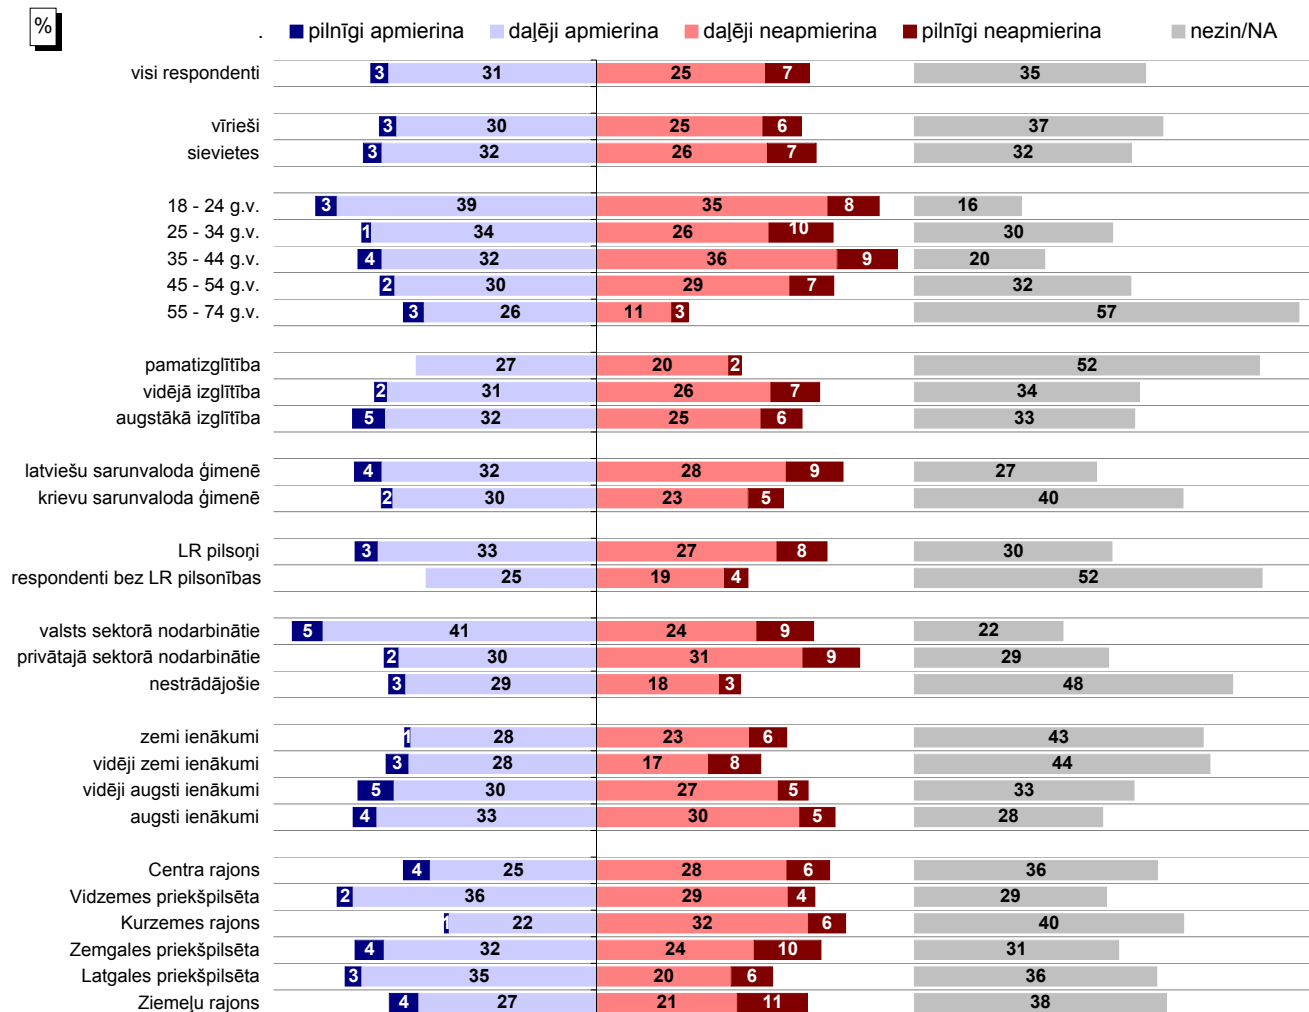 %
. pilnīgi apmierina daļēji apmierina daļēji neapmierina pilnīgi neapmierina nezin/NA
visi respondenti 3 31 25 7 35
vīrieši 3 30 25 6 37
sievietes 3 32 26 7 32
18 - 24 g.v. 3 39 35 8 16
25 - 34 g.v. 1 34 26 10 30
35 - 44 g.v. 4 32 36 9 20
45 - 54 g.v. 2 30 29 7 32
55 - 74 g.v. 3 26 11 3 57
pamatizglītība 27 20 2 52
vidējā izglītība 2 31 26 7 34
augstākā izglītība 5 32 25 6 33
latviešu sarunvaloda ģimenē 4 32 28 9 27
krievu sarunvaloda ģimenē 2 30 23 5 40
LR pilsoņi 3 33 27 8 30
respondenti bez LR pilsonības 25 19 4 52
valsts sektorā nodarbinātie 5 41 24 9 22
privātajā sektorā nodarbinātie 2 30 31 9 29
nestrādājošie 3 29 18 3 48
zemi ienākumi 1 28 23 6 43
vidēji zemi ienākumi 3 28 17 8 44
vidēji augsti ienākumi 5 30 27 5 33
augsti ienākumi 4 33 30 5 28
Centra rajons 4 25 28 6 36
Vidzemes priekšpilsēta 2 36 29 4 29
Kurzemes rajons 1 22 32 6 40
Zemgales priekšpilsēta 4 32 24 10 31
Latgales priekšpilsēta 3 35 20 6 36
Ziemeļu rajons 4 27 21 11 38